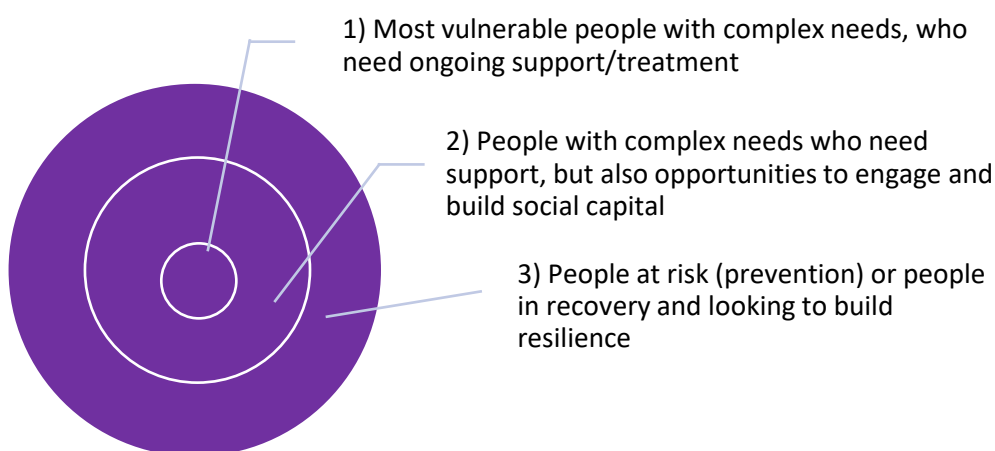 1) Most vulnerable people with complex needs, who
need ongoing support/treatment
2) People with complex needs who need
support, but also opportunities to engage and
build social capital
3) People at risk (prevention) or people
in recovery and looking to build
resilience